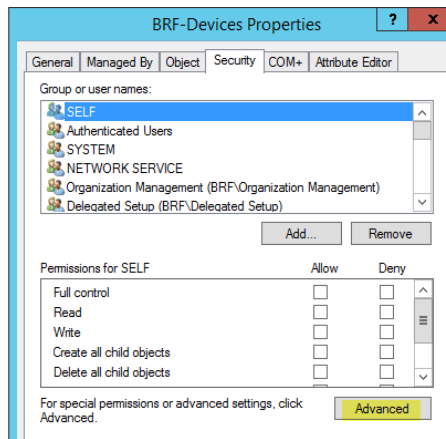 BRF-Devices Properties
? x
General Managed By Object Security COM+ Attribute Editor
Group or user names:
SELF
Authenticated Users
SYSTEM
NETWORK SERVICE
Organization Management (BRF\Organization Management)
Delegated Setup (BRF\Delegated Setup)
Add... Remove
Permissions for SELF Allow Deny
Full control
Read
Write
Create all child objects
Delete all child objects
For special permissions or advanced settings, click
Advanced.
Advanced